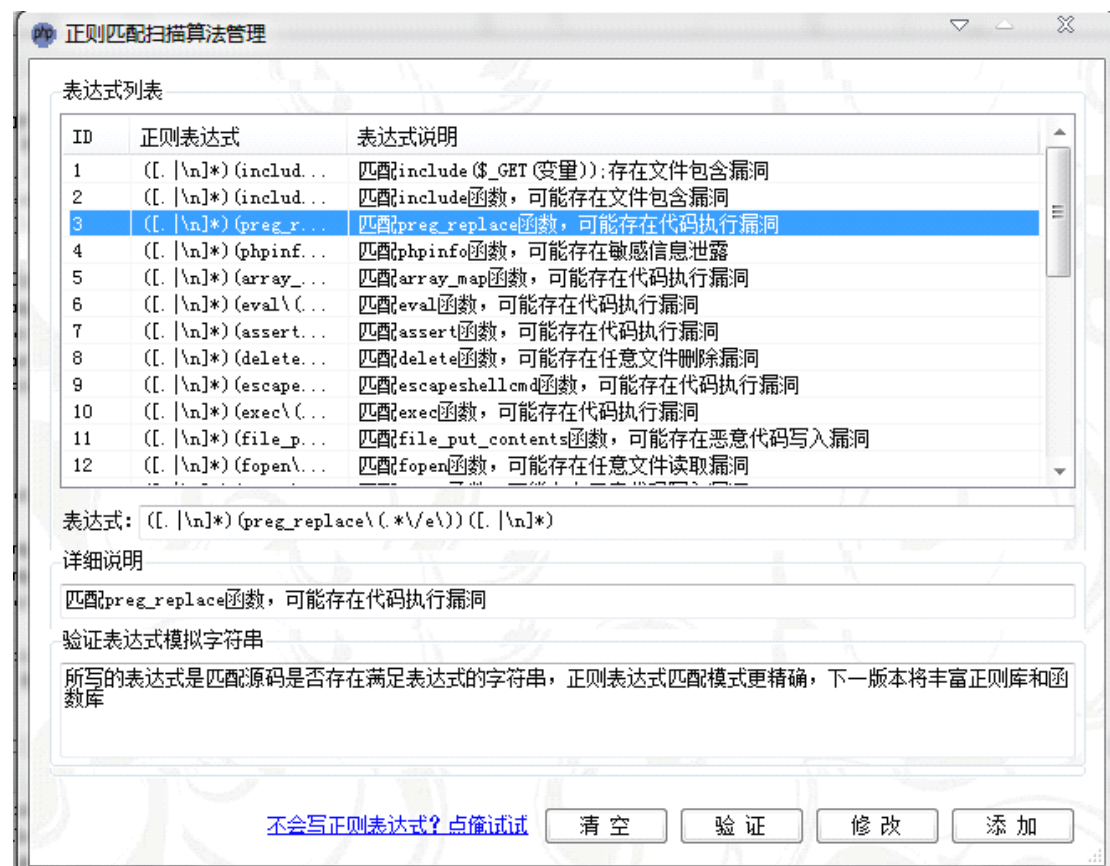 php 正则匹配扫描算法管理
表达式列表
ID 正则表达式 表达式说明
1 ([.|\n]*)(includ... 匹配include($_GET(变量));存在文件包含漏洞
2 ([.|\n]*)(includ... 匹配include函数，可能存在文件包含漏洞
3 ([.|\n]*)(preg_r... 匹配preg_replace函数，可能存在代码执行漏洞
4 ([.|\n]*)(phpinf... 匹配phpinfo函数，可能存在敏感信息泄露
5 ([.|\n]*)(array_... 匹配array_map函数，可能存在代码执行漏洞
6 ([.|\n]*)(eval\(... 匹配eval函数，可能存在代码执行漏洞
7 ([.|\n]*)(assert... 匹配assert函数，可能存在代码执行漏洞
8 ([.|\n]*)(delete... 匹配delete函数，可能存在任意文件删除漏洞
9 ([.|\n]*)(escape... 匹配escapeshellcmd函数，可能存在代码执行漏洞
10 ([.|\n]*)(exec\(... 匹配exec函数，可能存在代码执行漏洞
11 ([.|\n]*)(file_p... 匹配file_put_contents函数，可能存在恶意代码写入漏洞
12 ([.|\n]*)(fopen\... 匹配fopen函数，可能存在任意文件读取漏洞
表达式: ([.|\n]*)(preg_replace\(.*\/e\))([.|\n]*)
详细说明
匹配preg_replace函数，可能存在代码执行漏洞
验证表达式模拟字符串
所写的表达式是匹配源码是否存在满足表达式的字符串，正则表达式匹配模式更精确，下一版本将丰富正则库和函
数库
不会写正则表达式？点俺试试 清 空 验 证 修 改 添 加